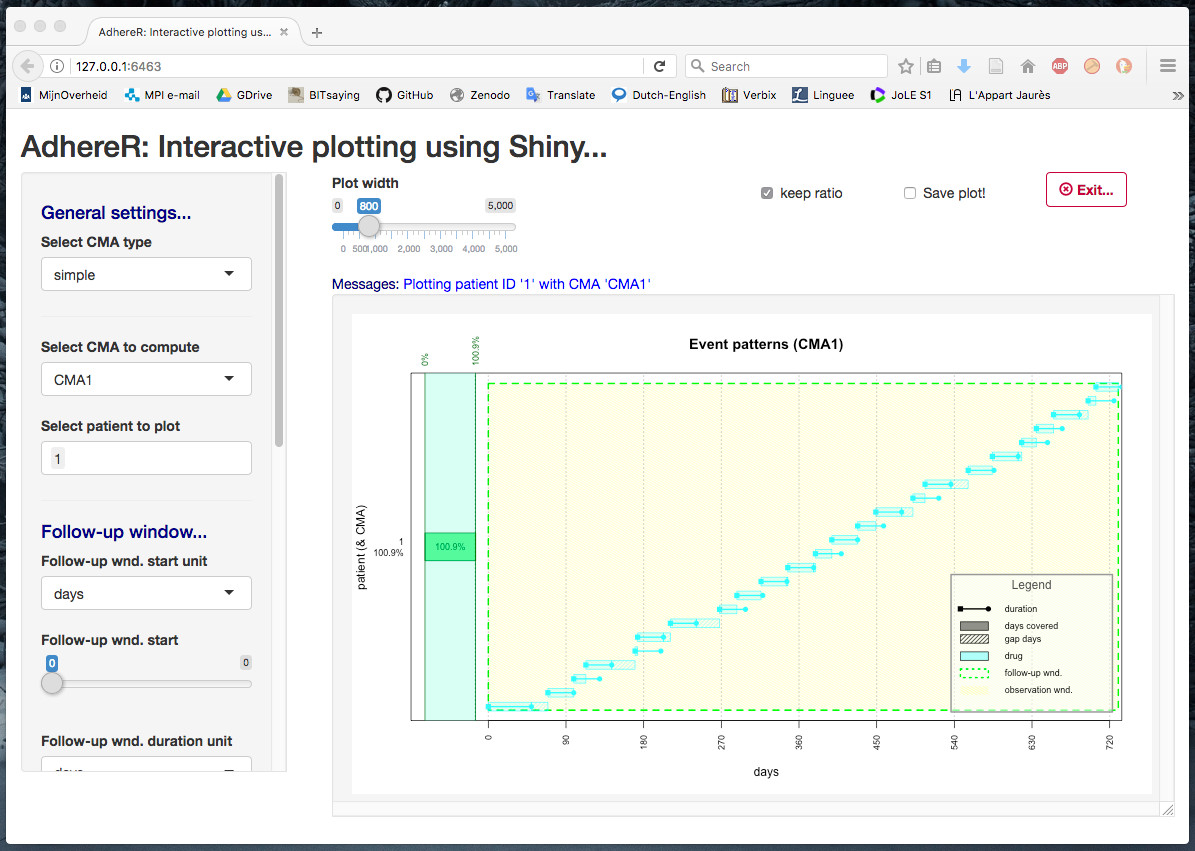 AdhereR: Interactive plotting us...
127.0.0.1:6463
Search
ABP
MijnOverheid MPI e-mail GDrive BITsaying GitHub Zenodo Translate Dutch-English Verbix Linguee JoLE S1 L'Appart Jaurès
AdhereR: Interactive plotting using Shiny...
General settings...
Select CMA type
simple
Select CMA to compute
CMA1
Select patient to plot
1
Follow-up window...
Follow-up wnd. start unit
days
Follow-up wnd. start
0 0
Follow-up wnd. duration unit
days
Plot width
0 800 5,000
0 500 1,000 2,000 3,000 4,000 5,000
keep ratio
Save plot!
Exit...
Messages: Plotting patient ID '1' with CMA 'CMA1'
Event patterns (CMA1)
0% 100.9%
patient (& CMA)
1
100.9%
100.9%
Legend
duration
days covered
gap days
drug
follow-up wnd.
observation wnd.
0 90 180 270 360 450 540 630 720
days